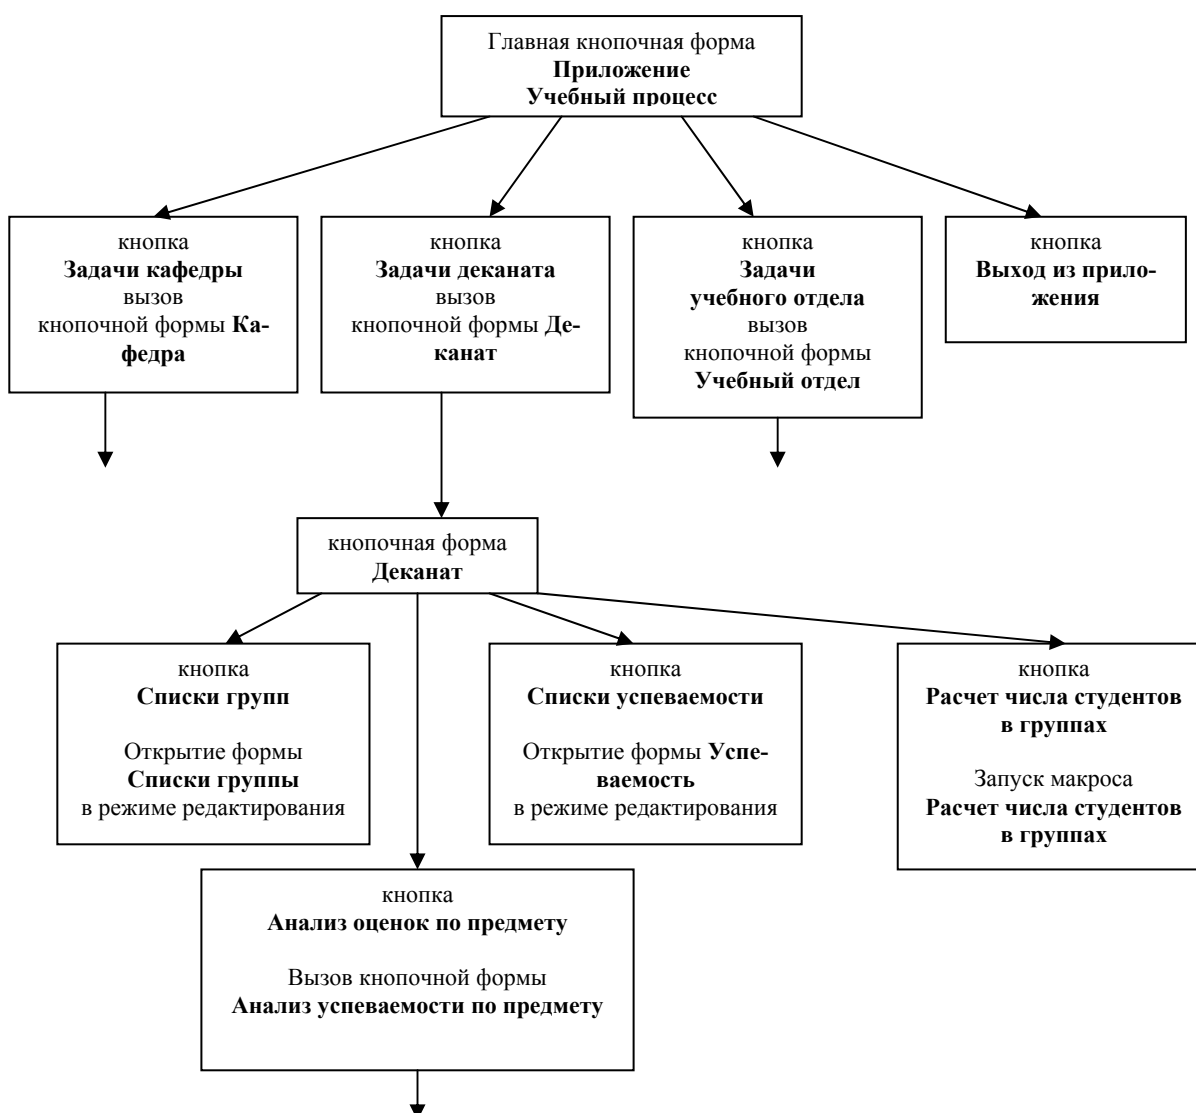 Главная кнопочная форма
Приложение
Учебный процесс
кнопка
Задачи кафедры
вызов
кнопочной формы Ка-
федра
кнопка
Задачи деканата
вызов
кнопочной формы Де-
канат
кнопка
Задачи
учебного отдела
вызов
кнопочной формы
Учебный отдел
кнопка
Выход из прило-
жения
кнопочная форма
Деканат
кнопка
Списки групп
Открытие формы
Списки группы
в режиме редактирования
кнопка
Списки успеваемости
Открытие формы Успе-
ваемость
в режиме редактирования
кнопка
Расчет числа студентов
в группах
Запуск макроса
Расчет числа студентов
в группах
кнопка
Анализ оценок по предмету
Вызов кнопочной формы
Анализ успеваемости по предмету